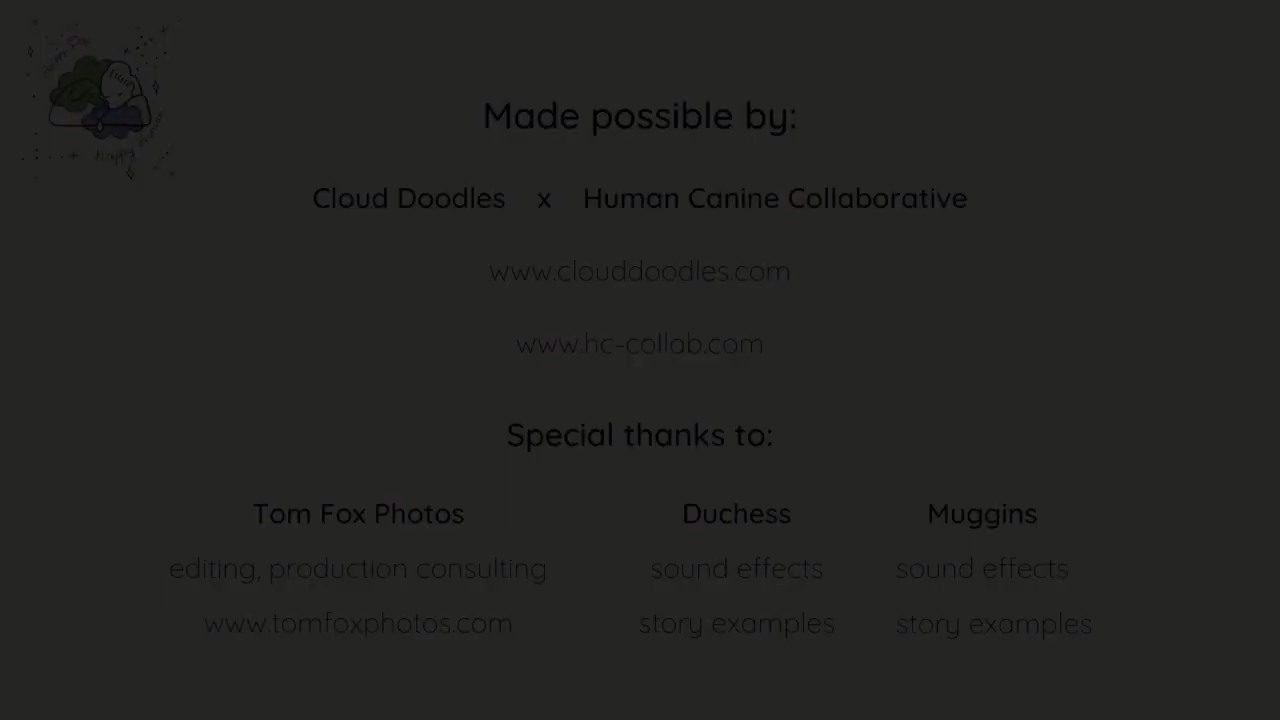 Made possible by:
Cloud Doodles x Human Canine Collaborative
www.clouddoodles.com
www.hc-collab.com
Special thanks to:
Tom Fox Photos Duchess Muggins
editing, production consulting sound effects sound effects
www.tomfoxphotos.com story examples story examples